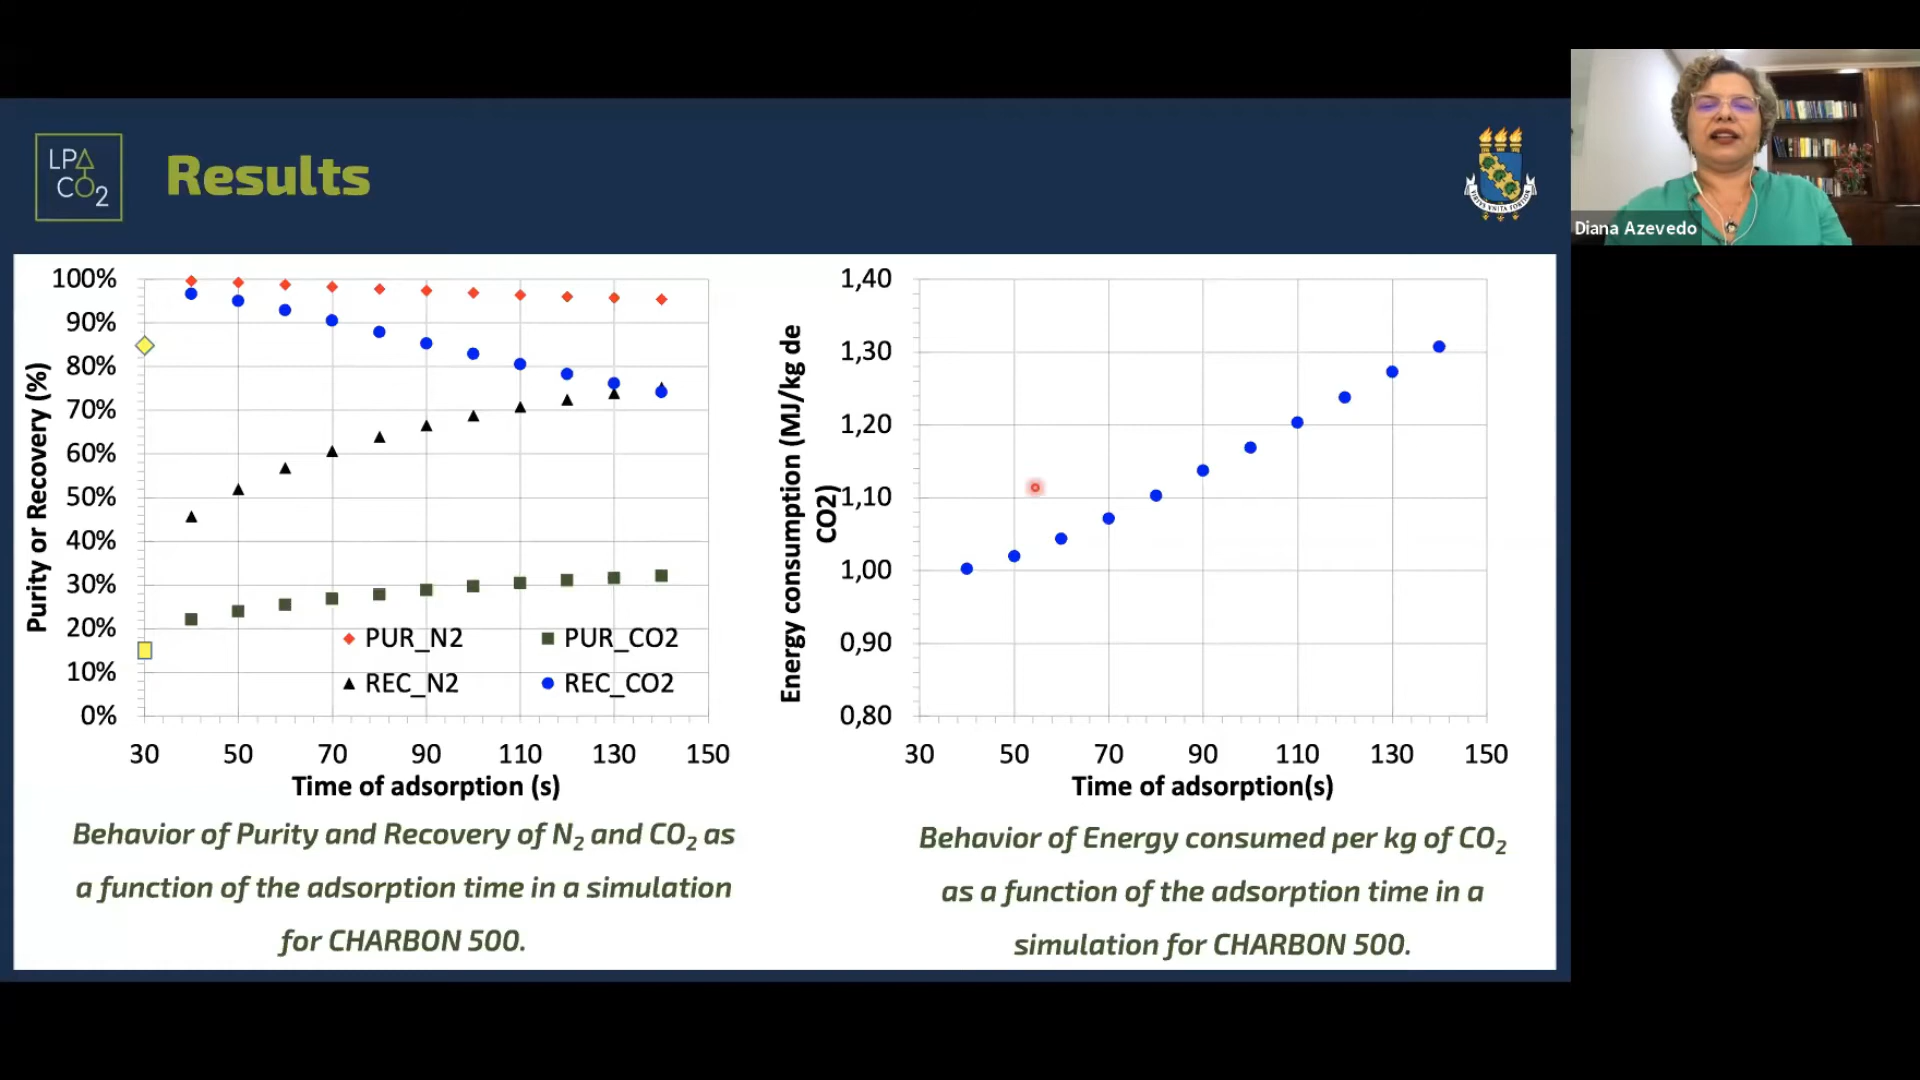 LPA
CO2
Results
Diana Azevedo
VIRTUS UNITA FORTIOR
100%
90%
80%
70%
60%
50%
40%
30%
20%
10%
0%
Purity or Recovery (%)
PUR_N2
PUR_CO2
REC_N2
REC_CO2
30 50 70 90 110 130 150
Time of adsorption (s)
Behavior of Purity and Recovery of N2 and CO2 as
a function of the adsorption time in a simulation
for CHARBON 500.
1,40
1,30
1,20
1,10
1,00
0,90
0,80
Energy consumption (MJ/kg de
CO2)
30 50 70 90 110 130 150
Time of adsorption(s)
Behavior of Energy consumed per kg of CO2
as a function of the adsorption time in a
simulation for CHARBON 500.